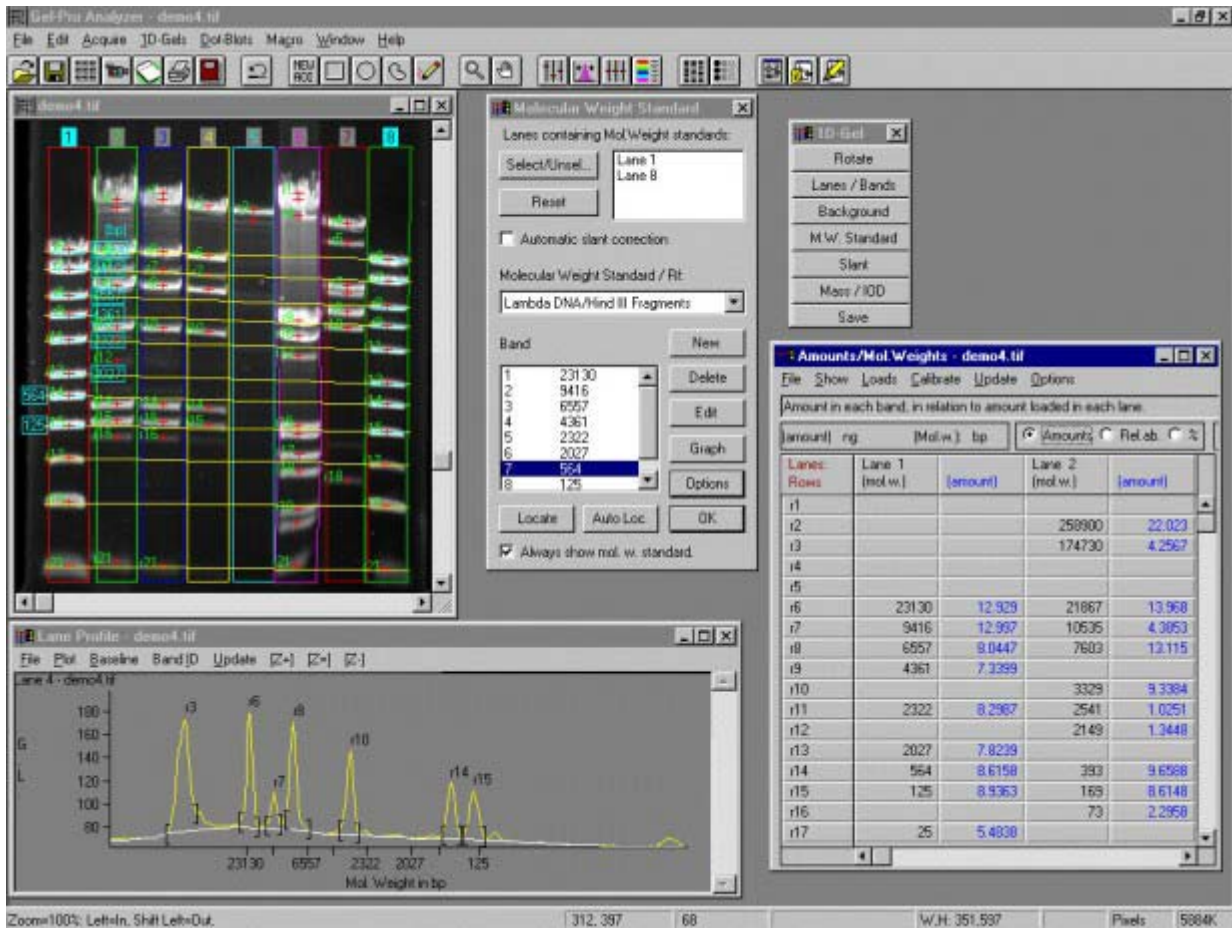 Gel-Pro Analyzer - demo4.tif
File Edit Acquire 1D-Gels Dot-Blots Macro Window Help
NEW AOI
demo4.tif
1 2 3 4 5 6 7 8
4361
564
125
Molecular Weight Standard
Lanes containing Mol.Weight standards:
Select/Unsel...
Lane 1
Lane 8
Reset
Automatic slant correction
Molecular Weight Standard / Rf:
Lambda DNA/Hind III Fragments
Band
1 23130
2 9416
3 6557
4 4361
5 2322
6 2027
7 564
8 125
New
Delete
Edit
Graph
Options
Locate
Auto Loc
OK
Always show mol. w. standard.
1D-Gel
Rotate
Lanes / Bands
Background
M.W. Standard
Slant
Mass / IOD
Save
Amounts/Mol.Weights - demo4.tif
File Show Loads Calibrate Update Options
Amount in each band, in relation to amount loaded in each lane.
(amount) ng (Mol.w.) bp Amounts Rel.ab. %
Lanes: Lane 1 Lane 2
Rows (mol.w.) (amount) (mol.w.) (amount)
r1
r2 258900 22.023
r3 174730 4.2567
r4
r5
r6 23130 12.929 21867 13.968
r7 9416 12.997 10535 4.3853
r8 6557 8.0447 7603 13.115
r9 4361 7.3399
r10 3329 9.3384
r11 2322 8.2987 2541 1.0251
r12 2149 1.3448
r13 2027 7.8239
r14 564 8.6158 393 9.6588
r15 125 8.9363 169 8.6148
r16 73 2.2958
r17 25 5.4838
Lane Profile - demo4.tif
File Plot Baseline Band ID Update [Z+] [Z=] [Z-]
Lane 4 - demo4.tif
G
L
180
160
140
120
100
80
r3 r6 r7 r8 r10 r14 r15
23130 6557 2322 2027 125
Mol. Weight in bp
Zoom=100%: Left=In, Shift Left=Out. 312, 397 68 W,H: 351,597 Pixels 5884K